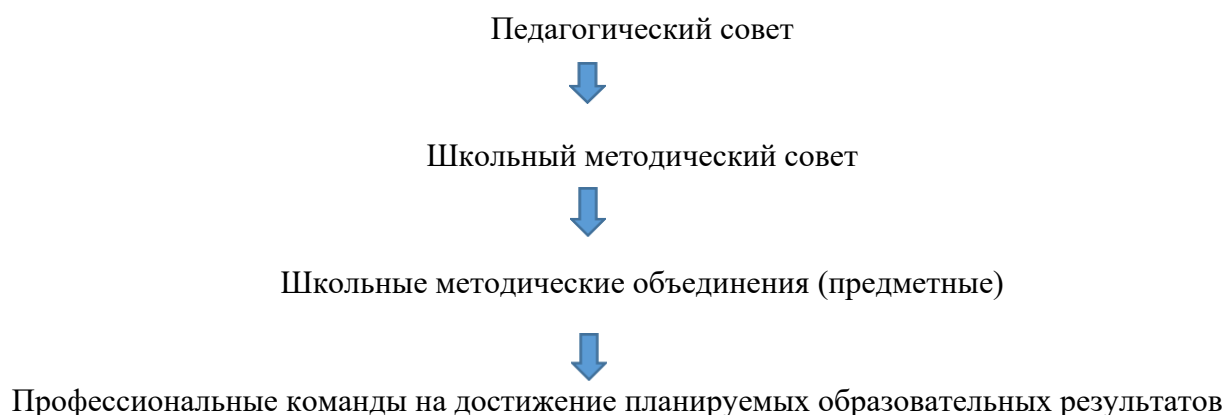 Педагогический совет
Школьный методический совет
Школьные методические объединения (предметные)
Профессиональные команды на достижение планируемых образовательных результатов